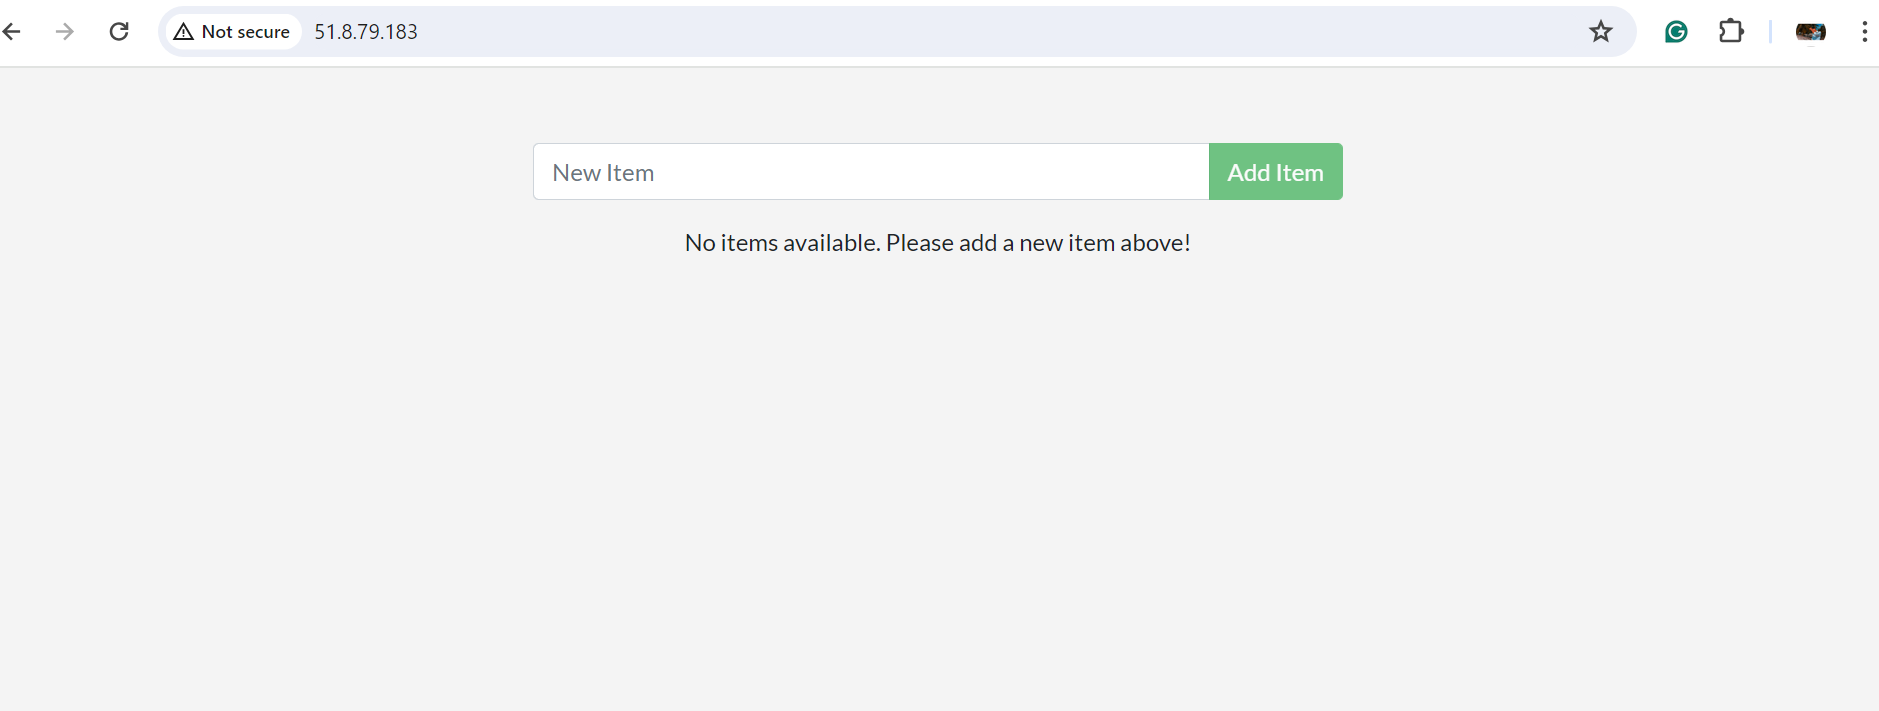 Not secure 51.8.79.183
New Item Add Item
No items available. Please add a new item above!